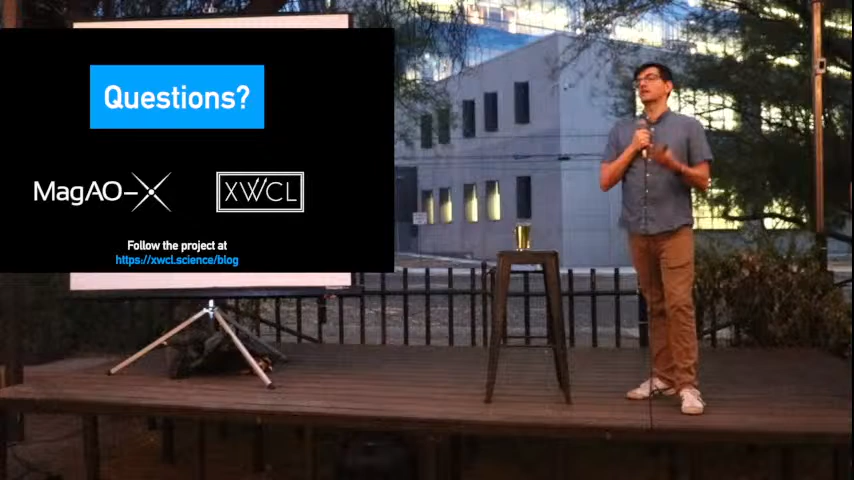 Questions?
MagAO-X
XWCL
Follow the project at
https://xwcl.science/blog